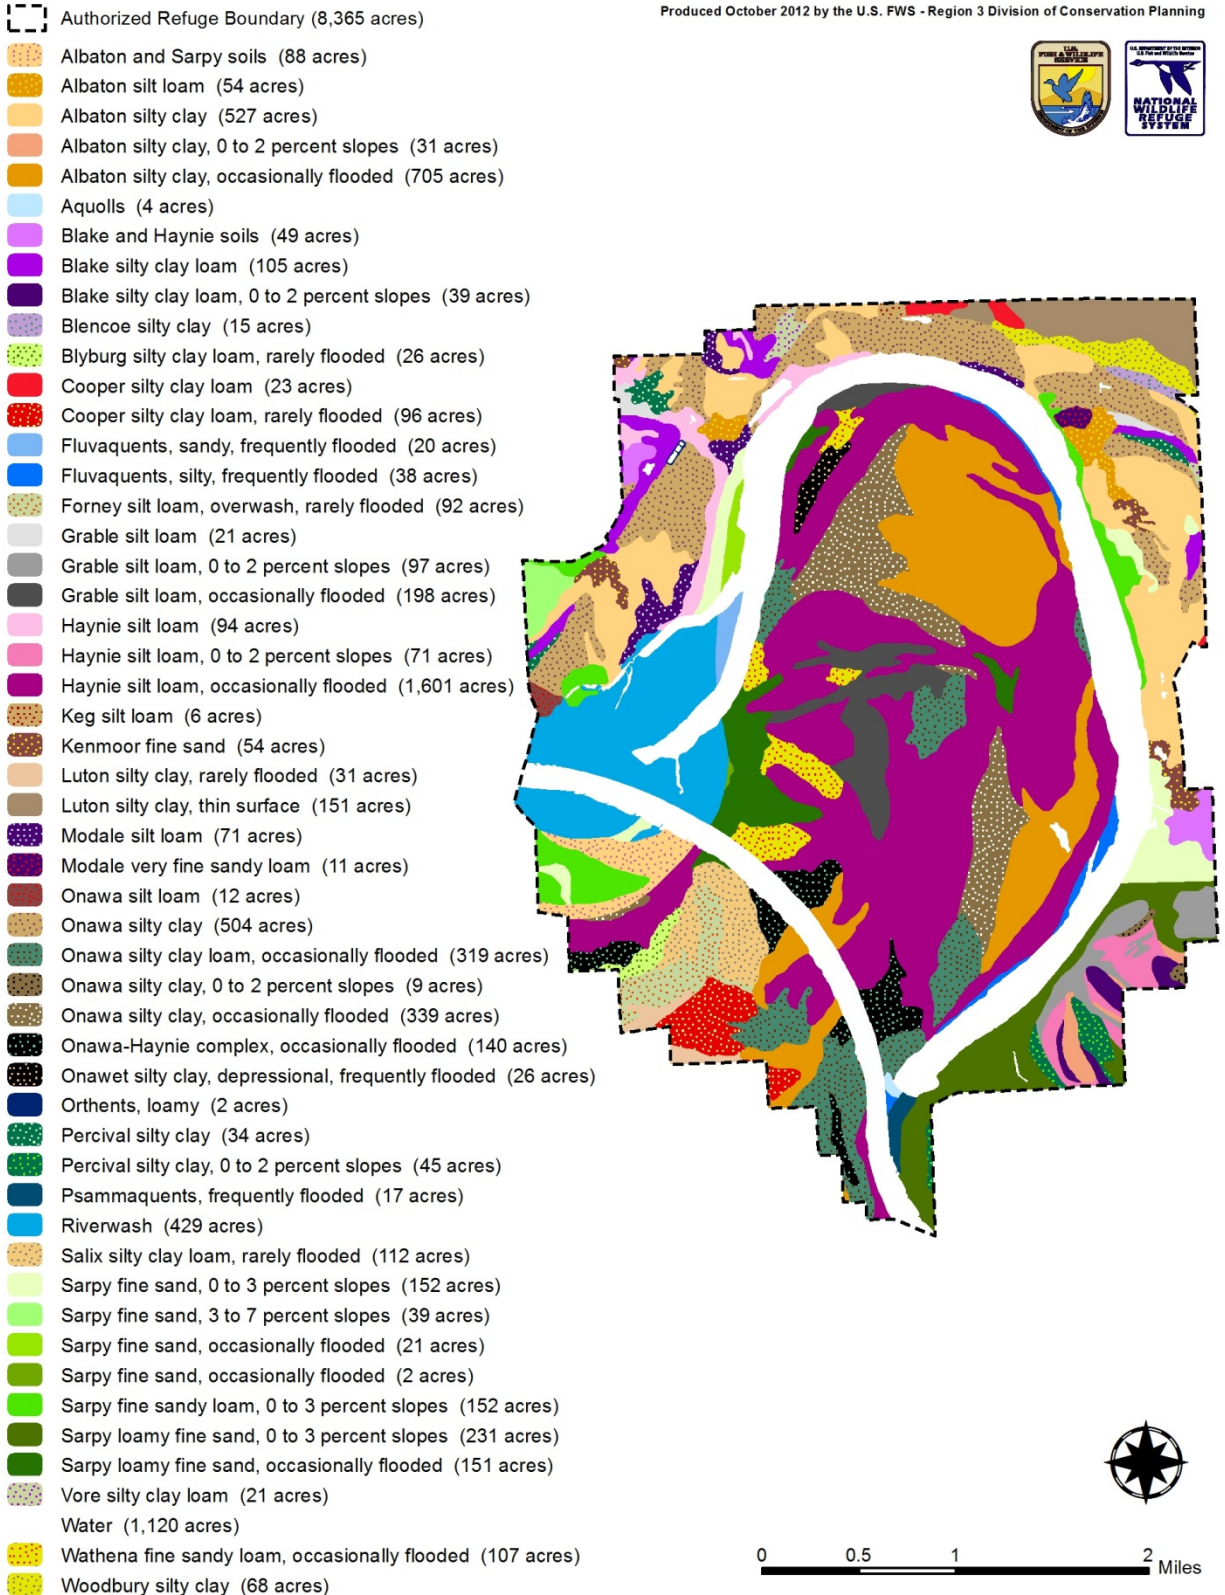 Authorized Refuge Boundary (8,365 acres)
Produced October 2012 by the U.S. FWS - Region 3 Division of Conservation Planning
U.S.
FISH & WILDLIFE
SERVICE
DEPARTMENT OF THE INTERIOR
U.S. DEPARTMENT OF THE INTERIOR
U.S. Fish and Wildlife Service
NATIONAL
WILDLIFE
REFUGE
SYSTEM
Albaton and Sarpy soils (88 acres)
Albaton silt loam (54 acres)
Albaton silty clay (527 acres)
Albaton silty clay, 0 to 2 percent slopes (31 acres)
Albaton silty clay, occasionally flooded (705 acres)
Aquolls (4 acres)
Blake and Haynie soils (49 acres)
Blake silty clay loam (105 acres)
Blake silty clay loam, 0 to 2 percent slopes (39 acres)
Blencoe silty clay (15 acres)
Blyburg silty clay loam, rarely flooded (26 acres)
Cooper silty clay loam (23 acres)
Cooper silty clay loam, rarely flooded (96 acres)
Fluvaquents, sandy, frequently flooded (20 acres)
Fluvaquents, silty, frequently flooded (38 acres)
Forney silt loam, overwash, rarely flooded (92 acres)
Grable silt loam (21 acres)
Grable silt loam, 0 to 2 percent slopes (97 acres)
Grable silt loam, occasionally flooded (198 acres)
Haynie silt loam (94 acres)
Haynie silt loam, 0 to 2 percent slopes (71 acres)
Haynie silt loam, occasionally flooded (1,601 acres)
Keg silt loam (6 acres)
Kenmoor fine sand (54 acres)
Luton silty clay, rarely flooded (31 acres)
Luton silty clay, thin surface (151 acres)
Modale silt loam (71 acres)
Modale very fine sandy loam (11 acres)
Onawa silt loam (12 acres)
Onawa silty clay (504 acres)
Onawa silty clay loam, occasionally flooded (319 acres)
Onawa silty clay, 0 to 2 percent slopes (9 acres)
Onawa silty clay, occasionally flooded (339 acres)
Onawa-Haynie complex, occasionally flooded (140 acres)
Onawet silty clay, depressional, frequently flooded (26 acres)
Orthents, loamy (2 acres)
Percival silty clay (34 acres)
Percival silty clay, 0 to 2 percent slopes (45 acres)
Psammaquents, frequently flooded (17 acres)
Riverwash (429 acres)
Salix silty clay loam, rarely flooded (112 acres)
Sarpy fine sand, 0 to 3 percent slopes (152 acres)
Sarpy fine sand, 3 to 7 percent slopes (39 acres)
Sarpy fine sand, occasionally flooded (21 acres)
Sarpy fine sand, occasionally flooded (2 acres)
Sarpy fine sandy loam, 0 to 3 percent slopes (152 acres)
Sarpy loamy fine sand, 0 to 3 percent slopes (231 acres)
Sarpy loamy fine sand, occasionally flooded (151 acres)
Vore silty clay loam (21 acres)
Water (1,120 acres)
Wathena fine sandy loam, occasionally flooded (107 acres)
Woodbury silty clay (68 acres)
0 0.5 1 2 Miles